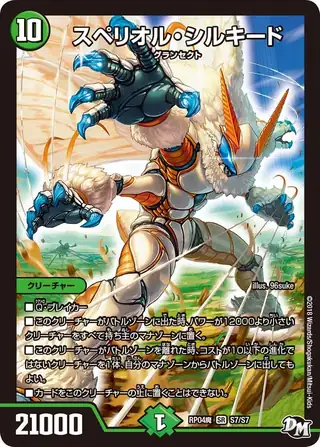 10
スペリオル・シルキード
グランセクト
illus. 96suke
クリーチャー
Q・ブレイカー
このクリーチャーがバトルゾーンに出た時、パワーが12000より小さい
クリーチャーをすべて持ち主のマナゾーンに置く。
このクリーチャーがバトルゾーンを離れた時、コストが10以下の進化で
はないクリーチャーを1体、自分のマナゾーンからバトルゾーンに出しても
よい。
カードをこのクリーチャーの上に置くことはできない。
©2018 Wizards/Shogakukan/Mitsui-Kids
21000
1
RP04魔 SR S7/S7
DM